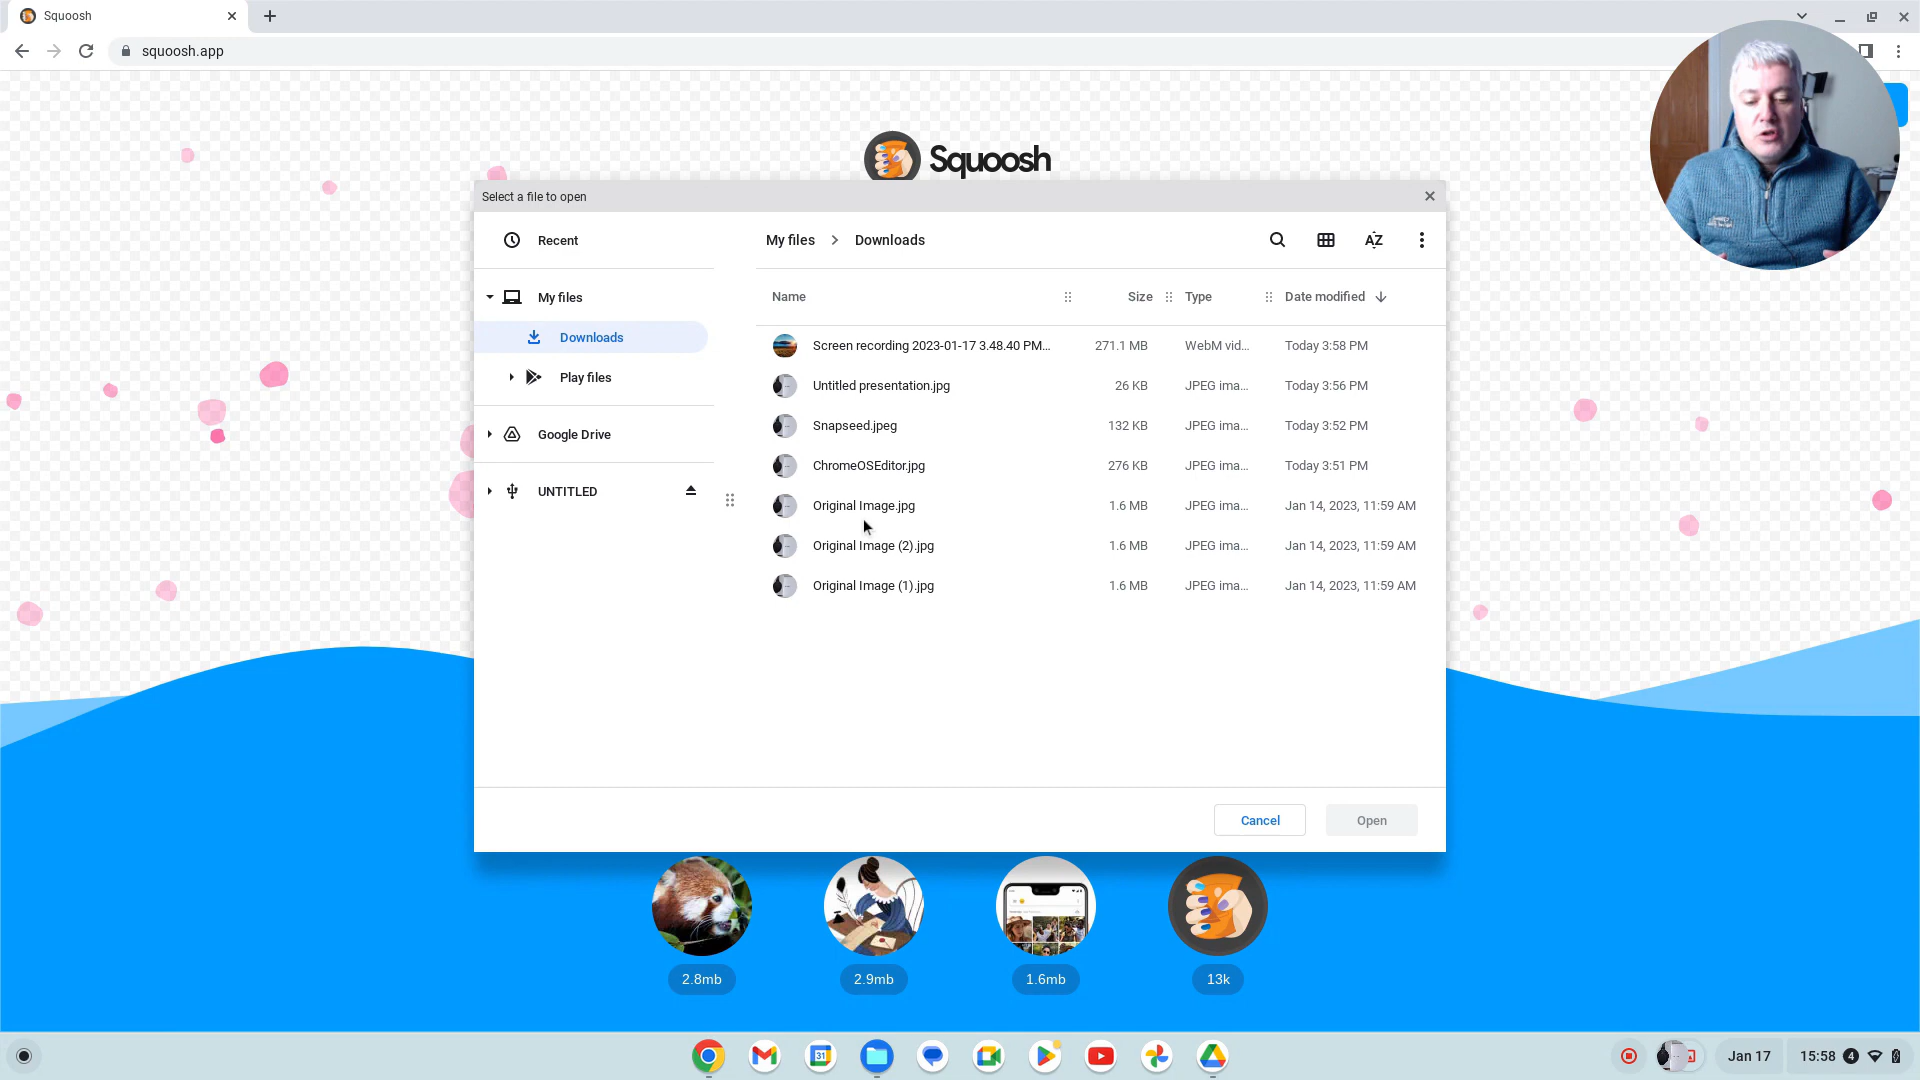 Squoosh
squoosh.app
Squoosh
Select a file to open
Recent
My files
Downloads
Play files
Google Drive
UNTITLED
My files Downloads
AZ
Name Size Type Date modified
Screen recording 2023-01-17 3.48.40 PM... 271.1 MB WebM vid... Today 3:58 PM
Untitled presentation.jpg 26 KB JPEG ima... Today 3:56 PM
Snapseed.jpeg 132 KB JPEG ima... Today 3:52 PM
ChromeOSEditor.jpg 276 KB JPEG ima... Today 3:51 PM
Original Image.jpg 1.6 MB JPEG ima... Jan 14, 2023, 11:59 AM
Original Image (2).jpg 1.6 MB JPEG ima... Jan 14, 2023, 11:59 AM
Original Image (1).jpg 1.6 MB JPEG ima... Jan 14, 2023, 11:59 AM
Cancel Open
2.8mb 2.9mb 1.6mb 13k
31
Jan 17 15:58 4